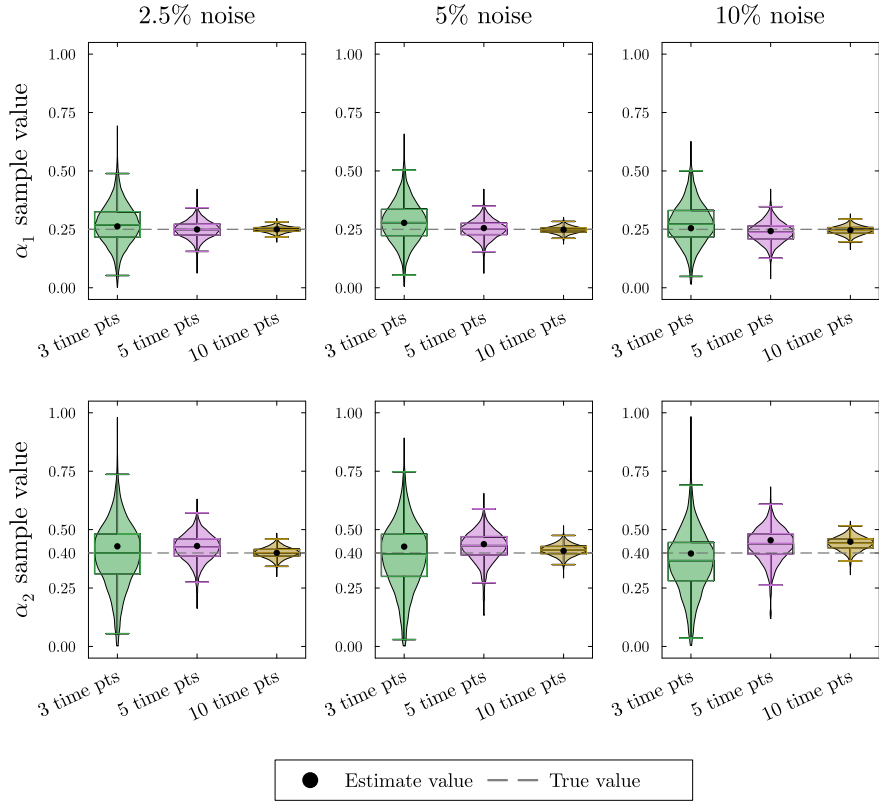 2.5% noise
5% noise
10% noise
α1 sample value
1.00
0.75
0.50
0.25
0.00
3 time pts
5 time pts
10 time pts
1.00
0.75
0.50
0.25
0.00
3 time pts
5 time pts
10 time pts
1.00
0.75
0.50
0.25
0.00
3 time pts
5 time pts
10 time pts
α2 sample value
1.00
0.75
0.50
0.40
0.25
0.00
3 time pts
5 time pts
10 time pts
1.00
0.75
0.50
0.40
0.25
0.00
3 time pts
5 time pts
10 time pts
1.00
0.75
0.50
0.40
0.25
0.00
3 time pts
5 time pts
10 time pts
Estimate value
True value